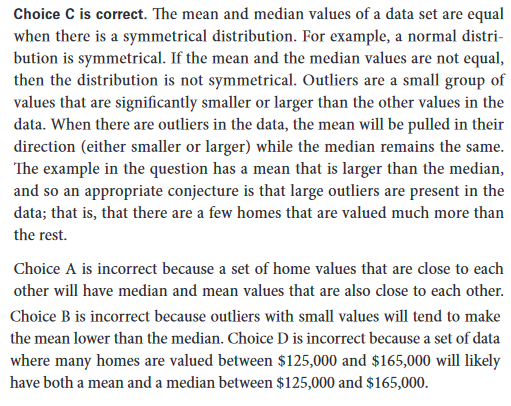 Choice C is correct. The mean and median values of a data set are equal
when there is a symmetrical distribution. For example, a normal distri-
bution is symmetrical. If the mean and the median values are not equal,
then the distribution is not symmetrical. Outliers are a small group of
values that are significantly smaller or larger than the other values in the
data. When there are outliers in the data, the mean will be pulled in their
direction (either smaller or larger) while the median remains the same.
The example in the question has a mean that is larger than the median,
and so an appropriate conjecture is that large outliers are present in the
data; that is, that there are a few homes that are valued much more than
the rest.
Choice A is incorrect because a set of home values that are close to each
other will have median and mean values that are also close to each other.
Choice B is incorrect because outliers with small values will tend to make
the mean lower than the median. Choice D is incorrect because a set of data
where many homes are valued between $125,000 and $165,000 will likely
have both a mean and a median between $125,000 and $165,000.